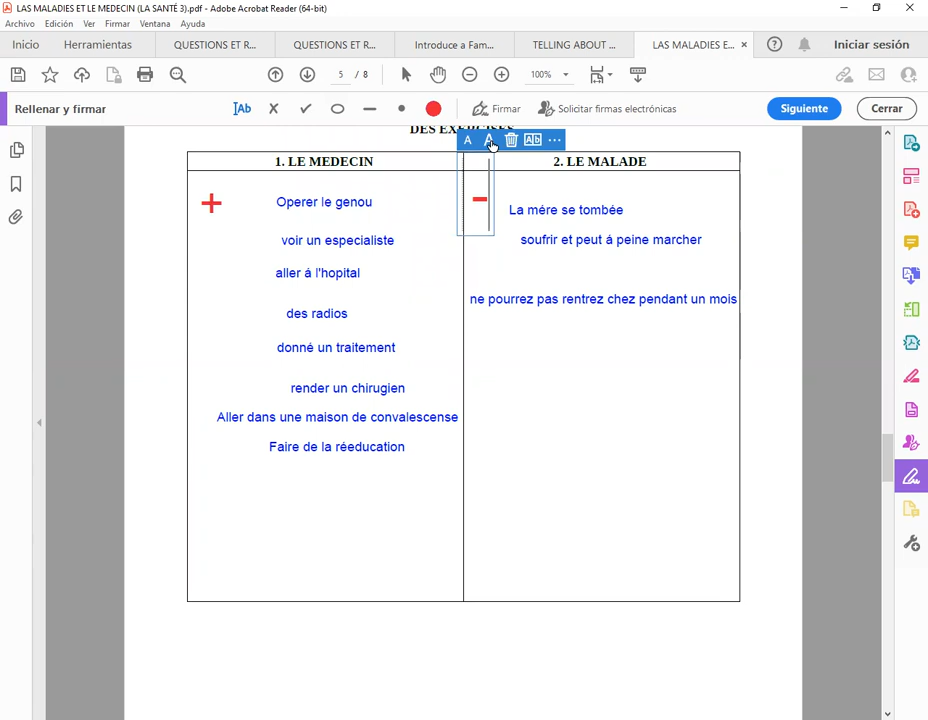 LAS MALADIES ET LE MEDECIN (LA SANTÉ 3).pdf - Adobe Acrobat Reader (64-bit)
Archivo Edición Ver Firmar Ventana Ayuda
Inicio Herramientas QUESTIONS ET R... QUESTIONS ET R... Introduce a Fam... TELLING ABOUT ... LAS MALADIES E... × Iniciar sesión
5 / 8 100%
Rellenar y firmar Ab Firmar Solicitar firmas electrónicas Siguiente Cerrar
DES EXERCISES
A A Ab ...
1. LE MEDECIN 2. LE MALADE
+ Operer le genou - La mére se tombée
voir un especialiste soufrir et peut á peine marcher
aller á l'hopital
ne pourrez pas rentrez chez pendant un mois
des radios
donné un traitement
render un chirugien
Aller dans une maison de convalescense
Faire de la réeducation